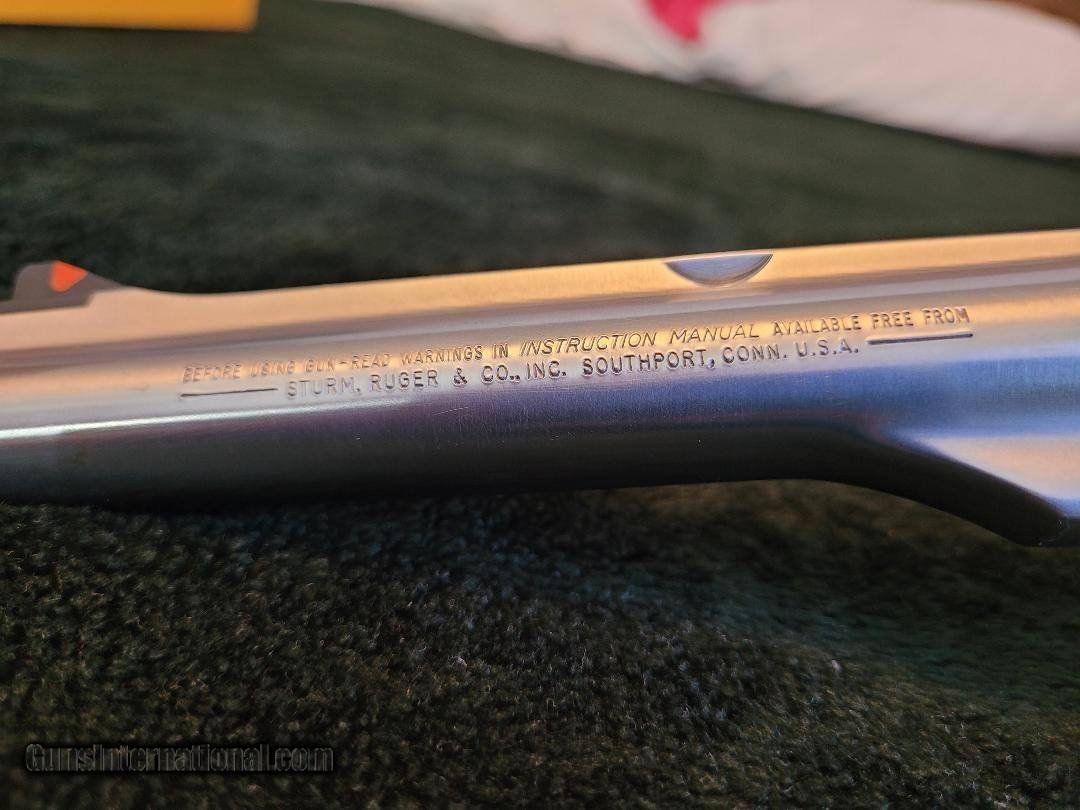 BEFORE USING GUN-READ WARNINGS IN INSTRUCTION MANUAL AVAILABLE FREE FROM
STURM, RUGER & CO., INC. SOUTHPORT, CONN. U.S.A.
GunsInternational.com